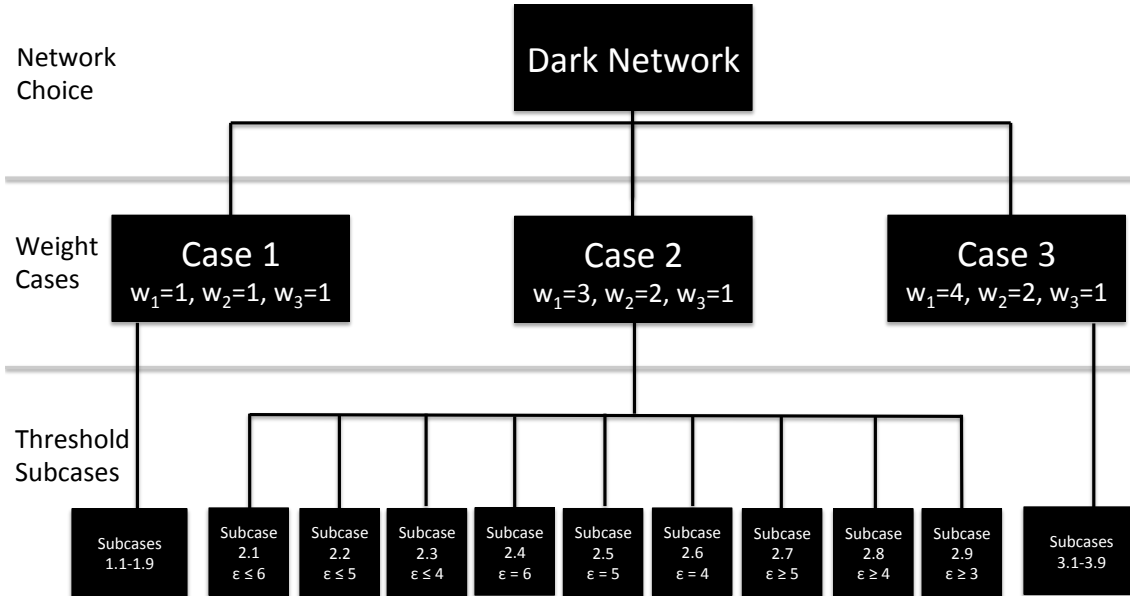 Network
Choice
Dark Network
Weight
Cases
Case 1
w₁=1, w₂=1, w₃=1
Case 2
w₁=3, w₂=2, w₃=1
Case 3
w₁=4, w₂=2, w₃=1
Threshold
Subcases
Subcases
1.1-1.9
Subcase
2.1
ε ≤ 6
Subcase
2.2
ε ≤ 5
Subcase
2.3
ε ≤ 4
Subcase
2.4
ε = 6
Subcase
2.5
ε = 5
Subcase
2.6
ε = 4
Subcase
2.7
ε ≥ 5
Subcase
2.8
ε ≥ 4
Subcase
2.9
ε ≥ 3
Subcases
3.1-3.9